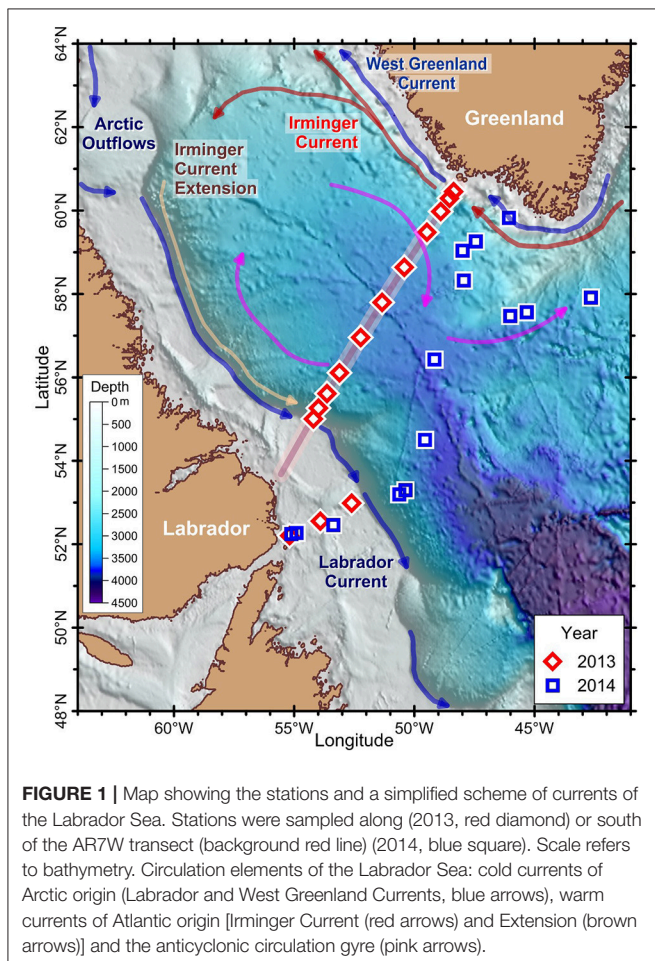 64°N
62°N
60°N
58°N
56°N
54°N
52°N
50°N
48°N
Latitude
West Greenland
Current
Greenland
Arctic
Outflows
Irminger
Current
Irminger
Current
Extension
Depth
0 m
500
1000
1500
2000
2500
3000
3500
4000
4500
Labrador
Labrador
Current
Year
2013
2014
60°W
55°W
50°W
45°W
Longitude
FIGURE 1 | Map showing the stations and a simplified scheme of currents of
the Labrador Sea. Stations were sampled along (2013, red diamond) or south
of the AR7W transect (background red line) (2014, blue square). Scale refers
to bathymetry. Circulation elements of the Labrador Sea: cold currents of
Arctic origin (Labrador and West Greenland Currents, blue arrows), warm
currents of Atlantic origin [Irminger Current (red arrows) and Extension (brown
arrows)] and the anticyclonic circulation gyre (pink arrows).